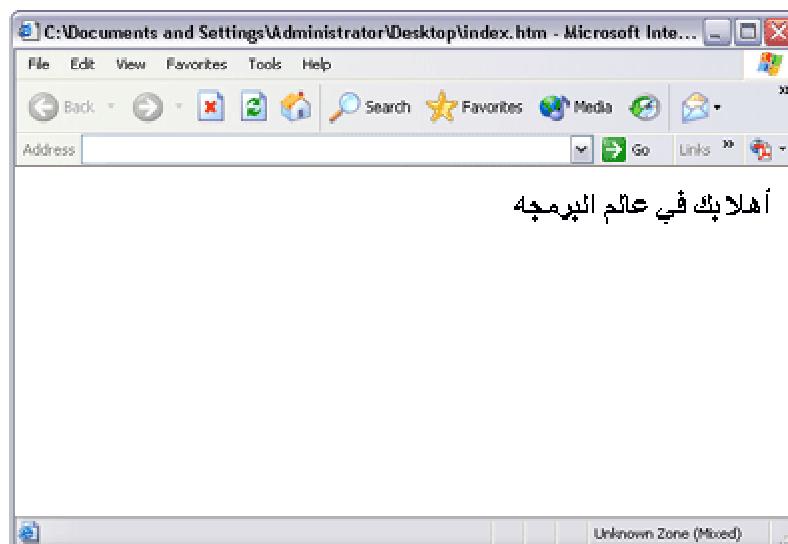 C:\Documents and Settings\Administrator\Desktop\index.htm - Microsoft Inte...
File Edit View Favorites Tools Help
Back Search Favorites Media
Address Go Links
أهلا بك في عالم البرمجه
Unknown Zone (Mixed)